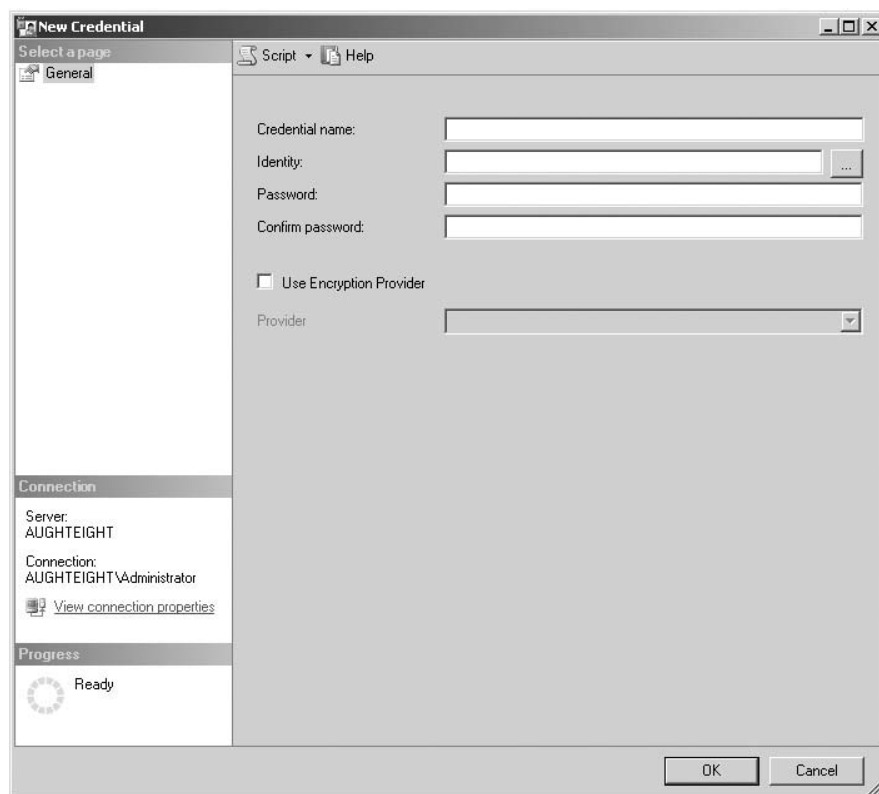 New Credential
Select a page
General
Script
Help
Credential name:
Identity:
...
Password:
Confirm password:
Use Encryption Provider
Provider
Connection
Server:
AUGHTEIGHT
Connection:
AUGHTEIGHT\Administrator
View connection properties
Progress
Ready
OK
Cancel